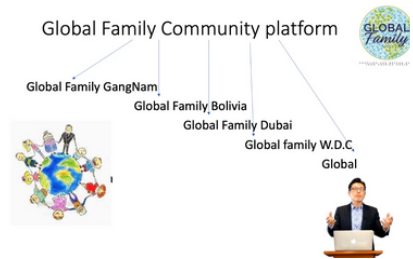 Global Family Community platform
GLOBAL
Family
Global Family GangNam
Global Family Bolivia
Global Family Dubai
Global family W.D.C
Global